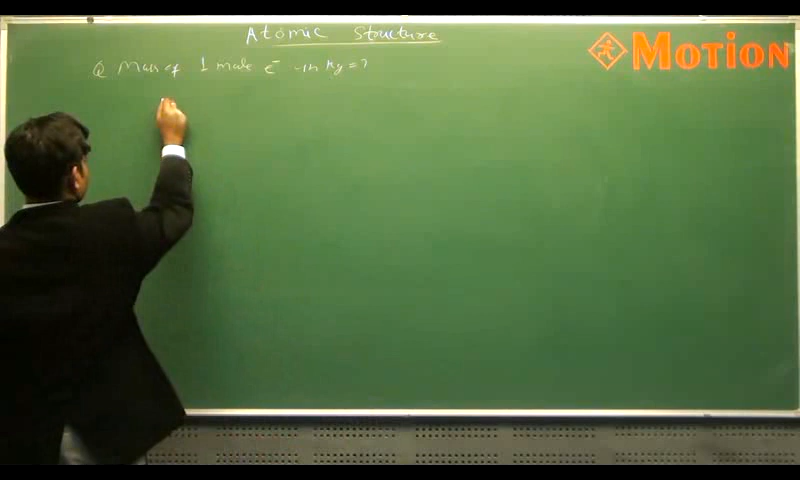 Atomic Structure
MOTION
Q Mass of 1 mole e⁻ in kg = ?